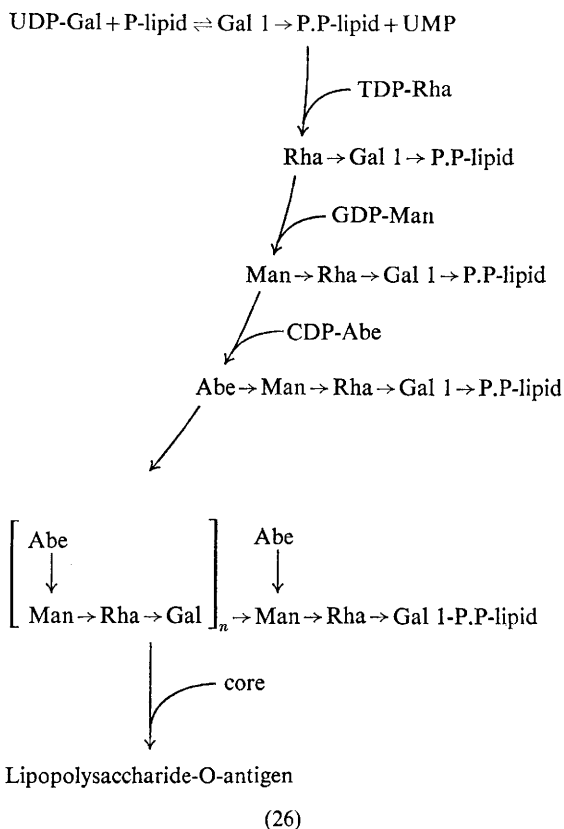 UDP-Gal + P-lipid ⇌ Gal 1 → P.P-lipid + UMP
TDP-Rha
Rha → Gal 1 → P.P-lipid
GDP-Man
Man → Rha → Gal 1 → P.P-lipid
CDP-Abe
Abe → Man → Rha → Gal 1 → P.P-lipid
Abe Abe
[Man → Rha → Gal]n → Man → Rha → Gal 1-P.P-lipid
core
Lipopolysaccharide-O-antigen
(26)